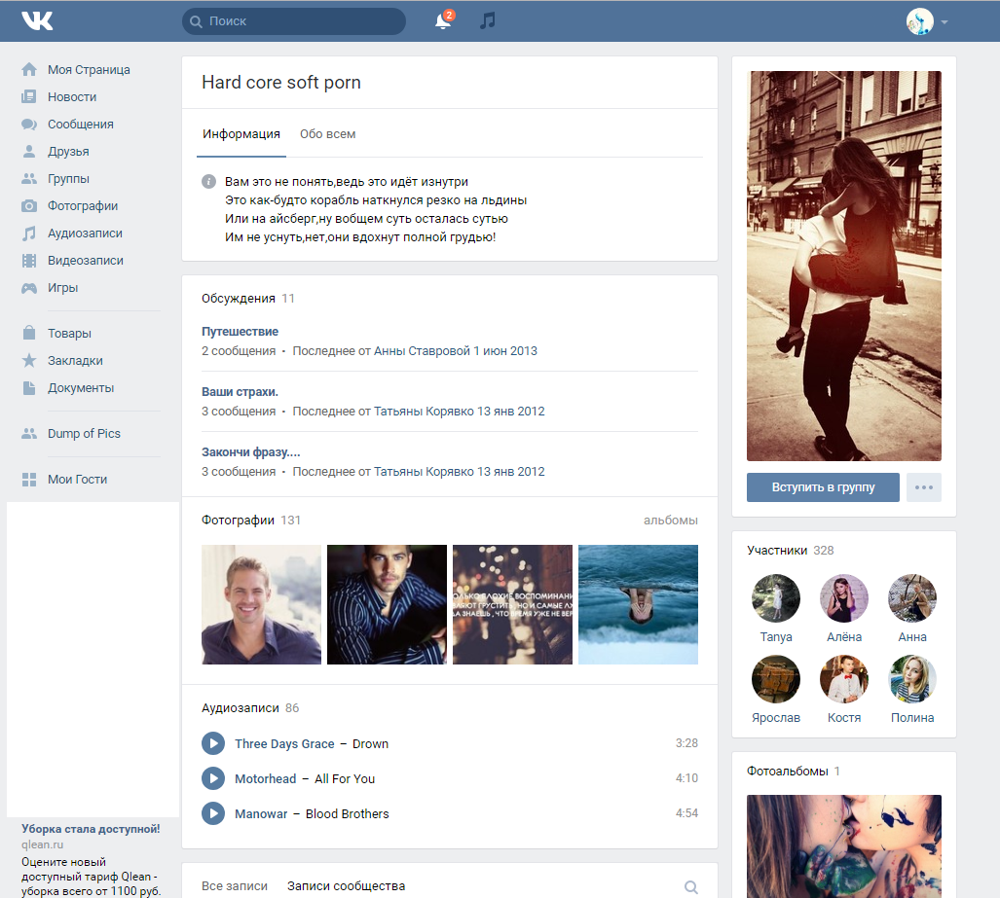 VK
Поиск
2
Моя Страница
Новости
Сообщения
Друзья
Группы
Фотографии
Аудиозаписи
Видеозаписи
Игры
Товары
Закладки
Документы
Dump of Pics
Мои Гости
Уборка стала доступной!
qlean.ru
Оцените новый
доступный тариф Qlean -
уборка всего от 1100 руб.
Hard core soft porn
Информация Обо всем
Вам это не понять,ведь это идёт изнутри
Это как-будто корабль наткнулся резко на льдины
Или на айсберг,ну вобщем суть осталась сутью
Им не уснуть,нет,они вдохнут полной грудью!
Обсуждения 11
Путешествие
2 сообщения • Последнее от Анны Ставровой 1 июн 2013
Ваши страхи.
3 сообщения • Последнее от Татьяны Корявко 13 янв 2012
Закончи фразу....
3 сообщения • Последнее от Татьяны Корявко 13 янв 2012
Фотографии 131 альбомы
ОЛЬКО ПЛОХИЕ ВОСПОМИНАНИ
ЛЯЮТ ГРУСТИТЬ, НО И САМЫЕ ЛУ
ДА ЗНАЕШЬ, ЧТО ВРЕМЯ УЖЕ НЕ ВЕР
Аудиозаписи 86
Three Days Grace – Drown 3:28
Motorhead – All For You 4:10
Manowar – Blood Brothers 4:54
Все записи Записи сообщества
Вступить в группу
Участники 328
Tanya Алёна Анна
Ярослав Костя Полина
Фотоальбомы 1